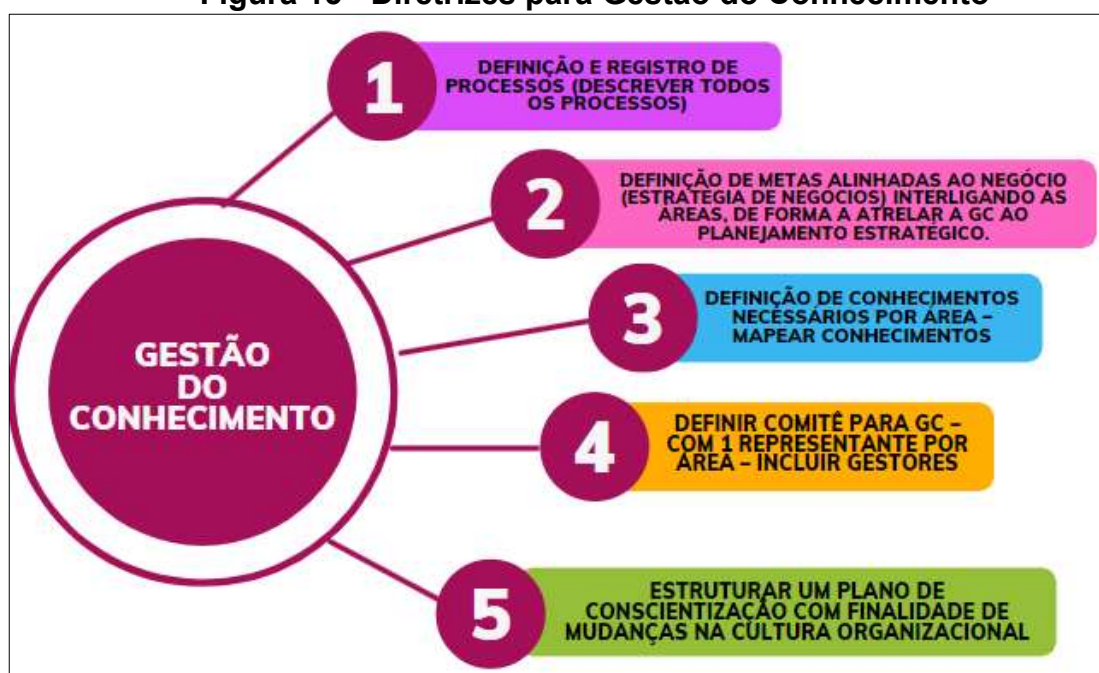 Figura - Diretrizes para Gestão do Conhecimento
1
DEFINIÇÃO E REGISTRO DE
PROCESSOS (DESCREVER TODOS
OS PROCESSOS)
2
DEFINIÇÃO DE METAS ALINHADAS AO NEGÓCIO
(ESTRATÉGIA DE NEGOCIOS) INTERLIGANDO AS
ÁREAS, DE FORMA A ATRELAR A GC AO
PLANEJAMENTO ESTRATÉGICO.
3
DEFINIÇÃO DE CONHECIMENTOS
NECESSÁRIOS POR ÁREA –
MAPEAR CONHECIMENTOS
GESTÃO
DO
CONHECIMENTO
4
DEFINIR COMITÊ PARA GC –
COM 1 REPRESENTANTE POR
ÁREA – INCLUIR GESTORES
5
ESTRUTURAR UM PLANO DE
CONSCIENTIZAÇÃO COM FINALIDADE DE
MUDANÇAS NA CULTURA ORGANIZACIONAL